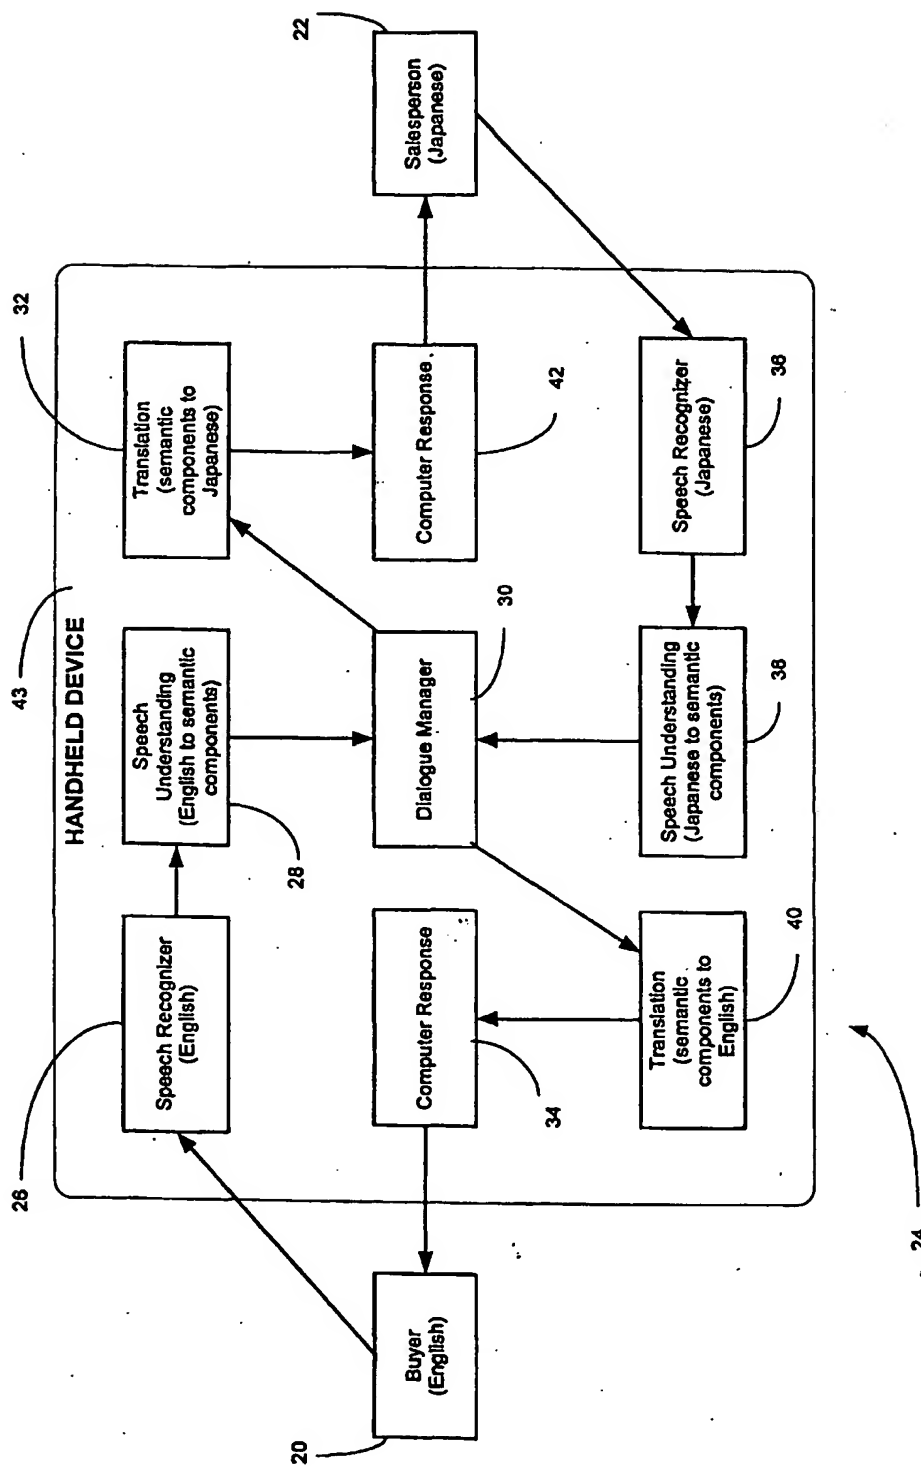 26
43
32
HANDHELD DEVICE
Speech Recognizer
(English)
Speech
Understanding
(English to semantic
components)
Translation
(semantic
components to
Japanese)
20
28
22
Buyer
(English)
Computer Response
Dialogue Manager
Computer Response
Salesperson
(Japanese)
34
30
42
Translation
(semantic
components to
English)
Speech Understanding
(Japanese to semantic
components)
Speech Recognizer
(Japanese)
40
38
38
24